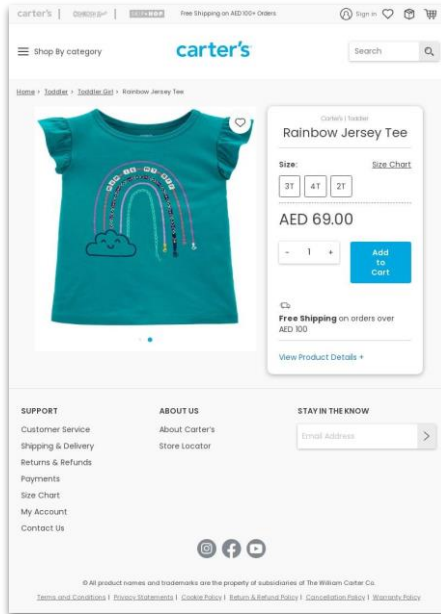 carter's
Free Shipping on AED 100+ Orders
Sign in
Shop By category
carter's
Search
Home › Toddler › Toddler Girl › Rainbow Jersey Tee
Carter's | Toddler
Rainbow Jersey Tee
Size:
Size Chart
3T
4T
2T
AED 69.00
- 1 +
Add
to
Cart
Free Shipping on orders over
AED 100
View Product Details +
SUPPORT
Customer Service
Shipping & Delivery
Returns & Refunds
Payments
Size Chart
My Account
Contact Us
ABOUT US
About Carter's
Store Locator
STAY IN THE KNOW
Email Address
© All product names and trademarks are the property of subsidiaries of The William Carter Co.
Terms and Conditions | Privacy Statements | Cookie Policy | Return & Refund Policy | Cancellation Policy | Warranty Policy